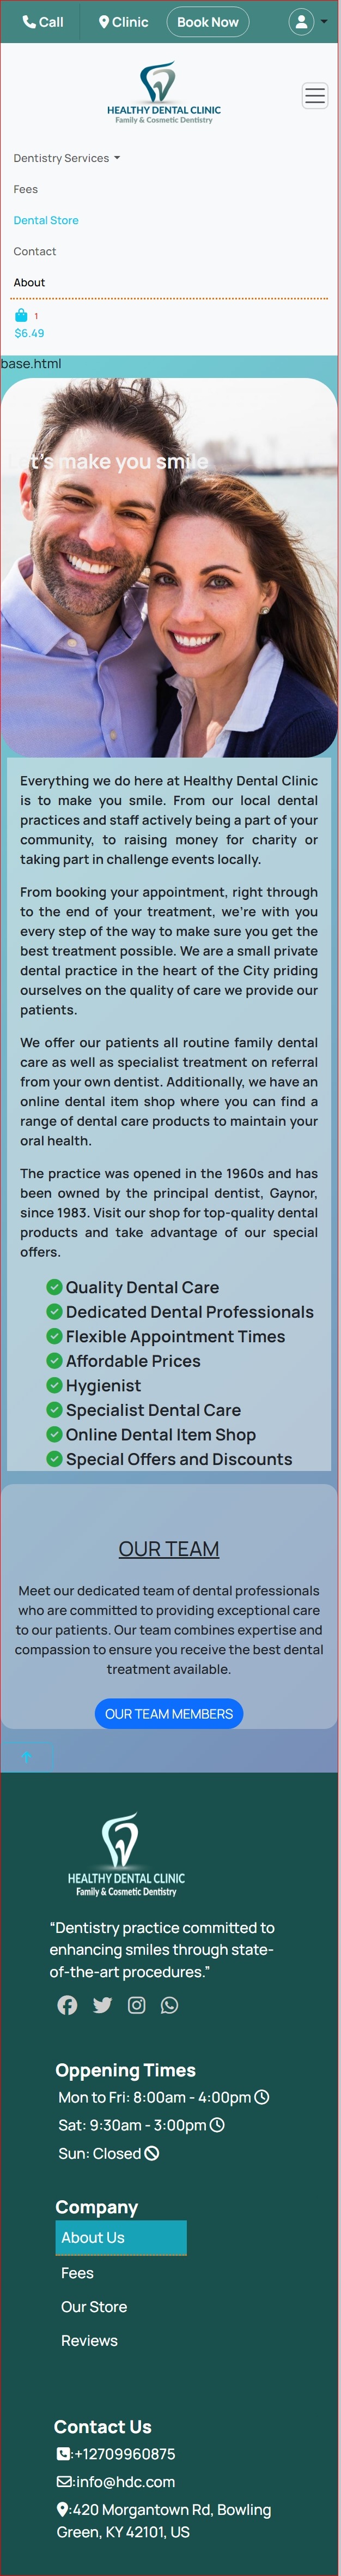 Call Clinic Book Now
HEALTHY DENTAL CLINIC
Family & Cosmetic Dentistry
Dentistry Services
Fees
Dental Store
Contact
About
1
$6.49
base.html
Let's make you smile
Everything we do here at Healthy Dental Clinic
is to make you smile. From our local dental
practices and staff actively being a part of your
community, to raising money for charity or
taking part in challenge events locally.
From booking your appointment, right through
to the end of your treatment, we're with you
every step of the way to make sure you get the
best treatment possible. We are a small private
dental practice in the heart of the City priding
ourselves on the quality of care we provide our
patients.
We offer our patients all routine family dental
care as well as specialist treatment on referral
from your own dentist. Additionally, we have an
online dental item shop where you can find a
range of dental care products to maintain your
oral health.
The practice was opened in the 1960s and has
been owned by the principal dentist, Gaynor,
since 1983. Visit our shop for top-quality dental
products and take advantage of our special
offers.
Quality Dental Care
Dedicated Dental Professionals
Flexible Appointment Times
Affordable Prices
Hygienist
Specialist Dental Care
Online Dental Item Shop
Special Offers and Discounts
OUR TEAM
Meet our dedicated team of dental professionals
who are committed to providing exceptional care
to our patients. Our team combines expertise and
compassion to ensure you receive the best dental
treatment available.
OUR TEAM MEMBERS
HEALTHY DENTAL CLINIC
Family & Cosmetic Dentistry
“Dentistry practice committed to
enhancing smiles through state-
of-the-art procedures.”
Oppening Times
Mon to Fri: 8:00am - 4:00pm
Sat: 9:30am - 3:00pm
Sun: Closed
Company
About Us
Fees
Our Store
Reviews
Contact Us
:+12709960875
:info@hdc.com
:420 Morgantown Rd, Bowling
Green, KY 42101, US